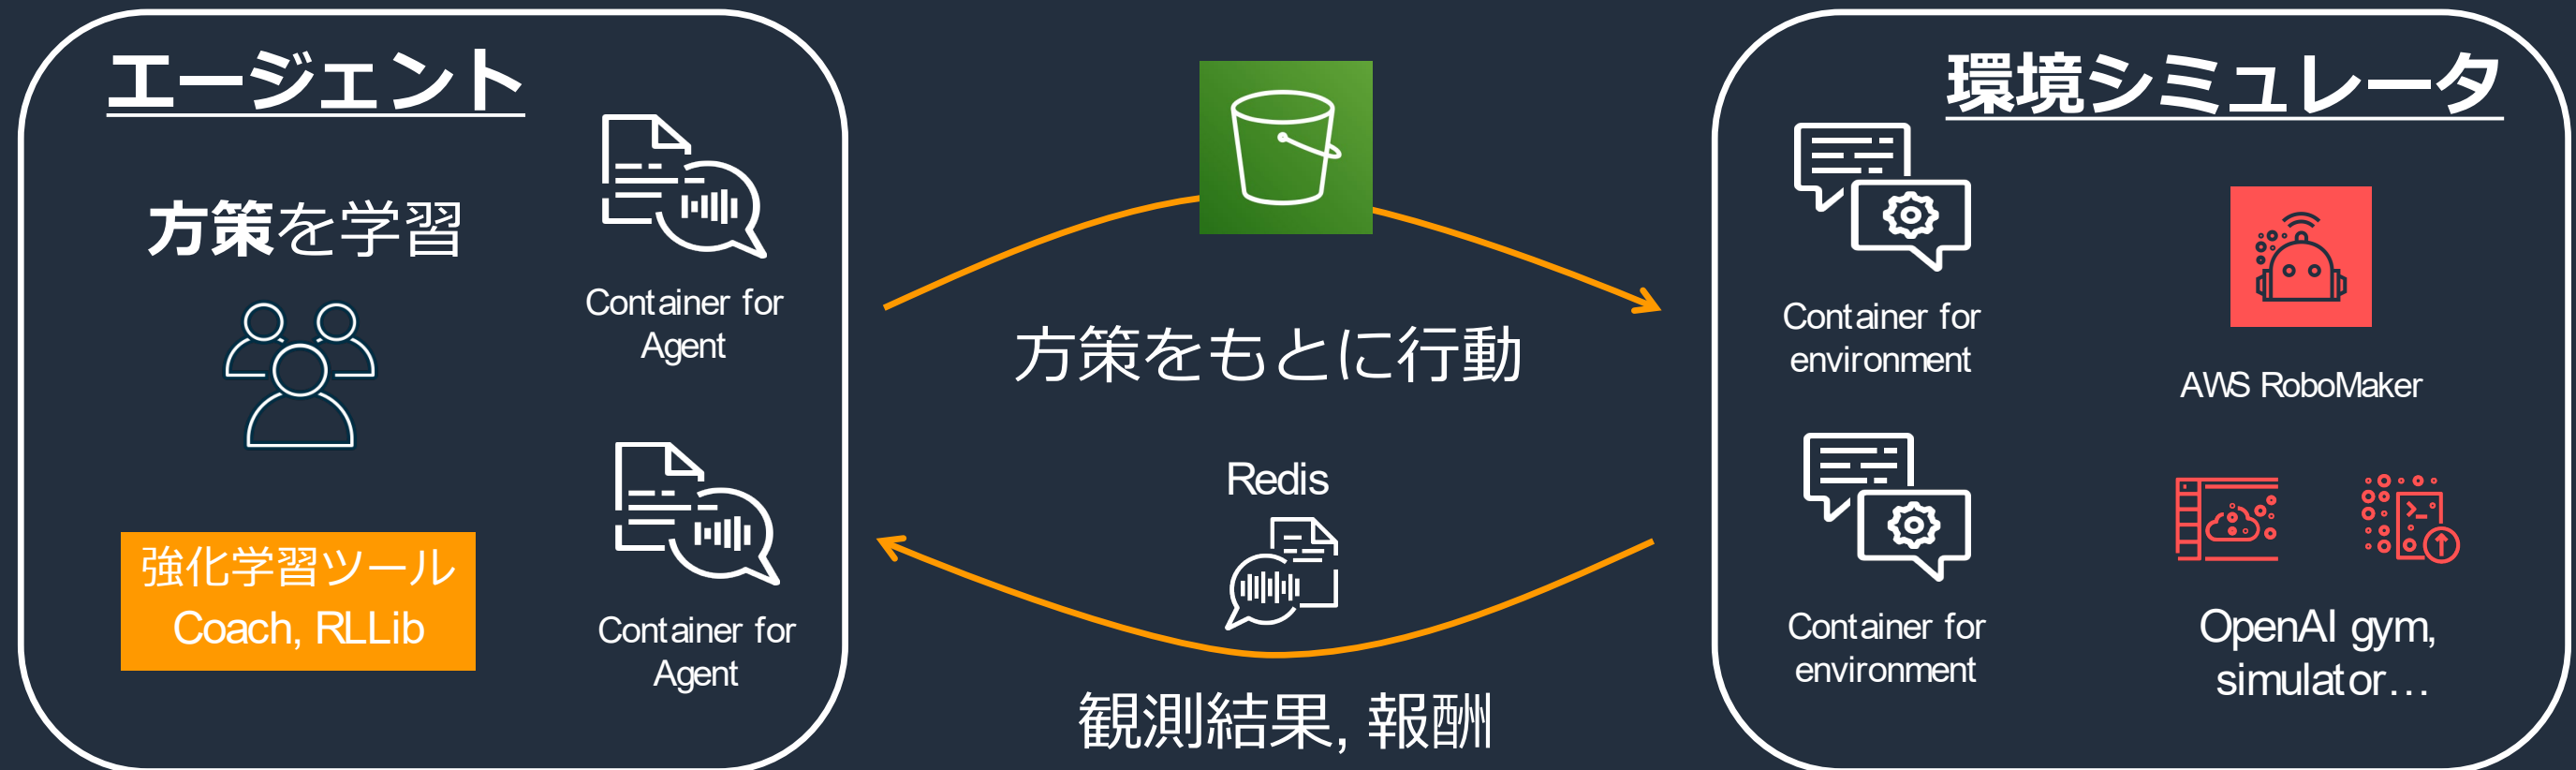 エージェント
方策を学習
Container for
Agent
強化学習ツール
Coach, RLLib
Container for
Agent
方策をもとに行動
Redis
観測結果, 報酬
環境シミュレータ
Container for
environment
AWS RoboMaker
Container for
environment
OpenAI gym,
simulator…